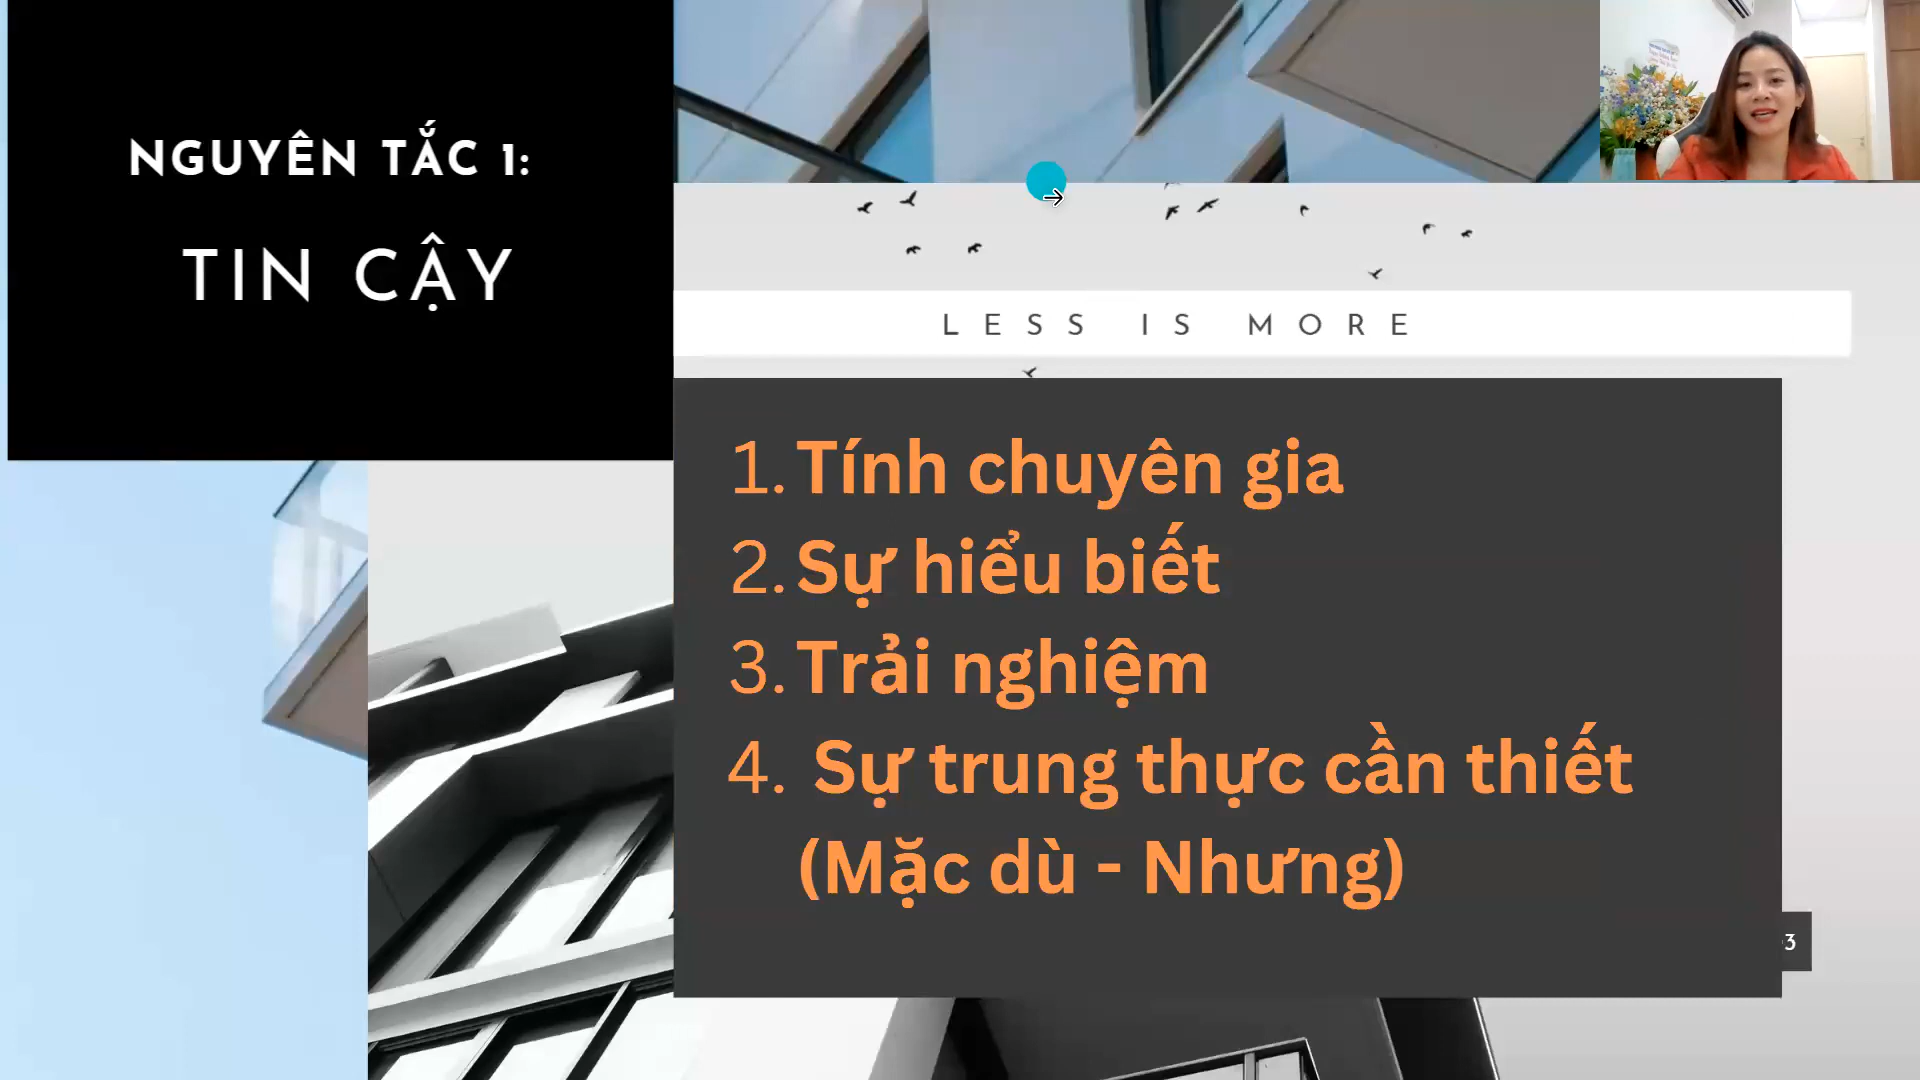 NGUYÊN TẮC 1:
TIN CẬY
LESS IS MORE
1. Tính chuyên gia
2. Sự hiểu biết
3. Trải nghiệm
4. Sự trung thực cần thiết
(Mặc dù - Nhưng)
3